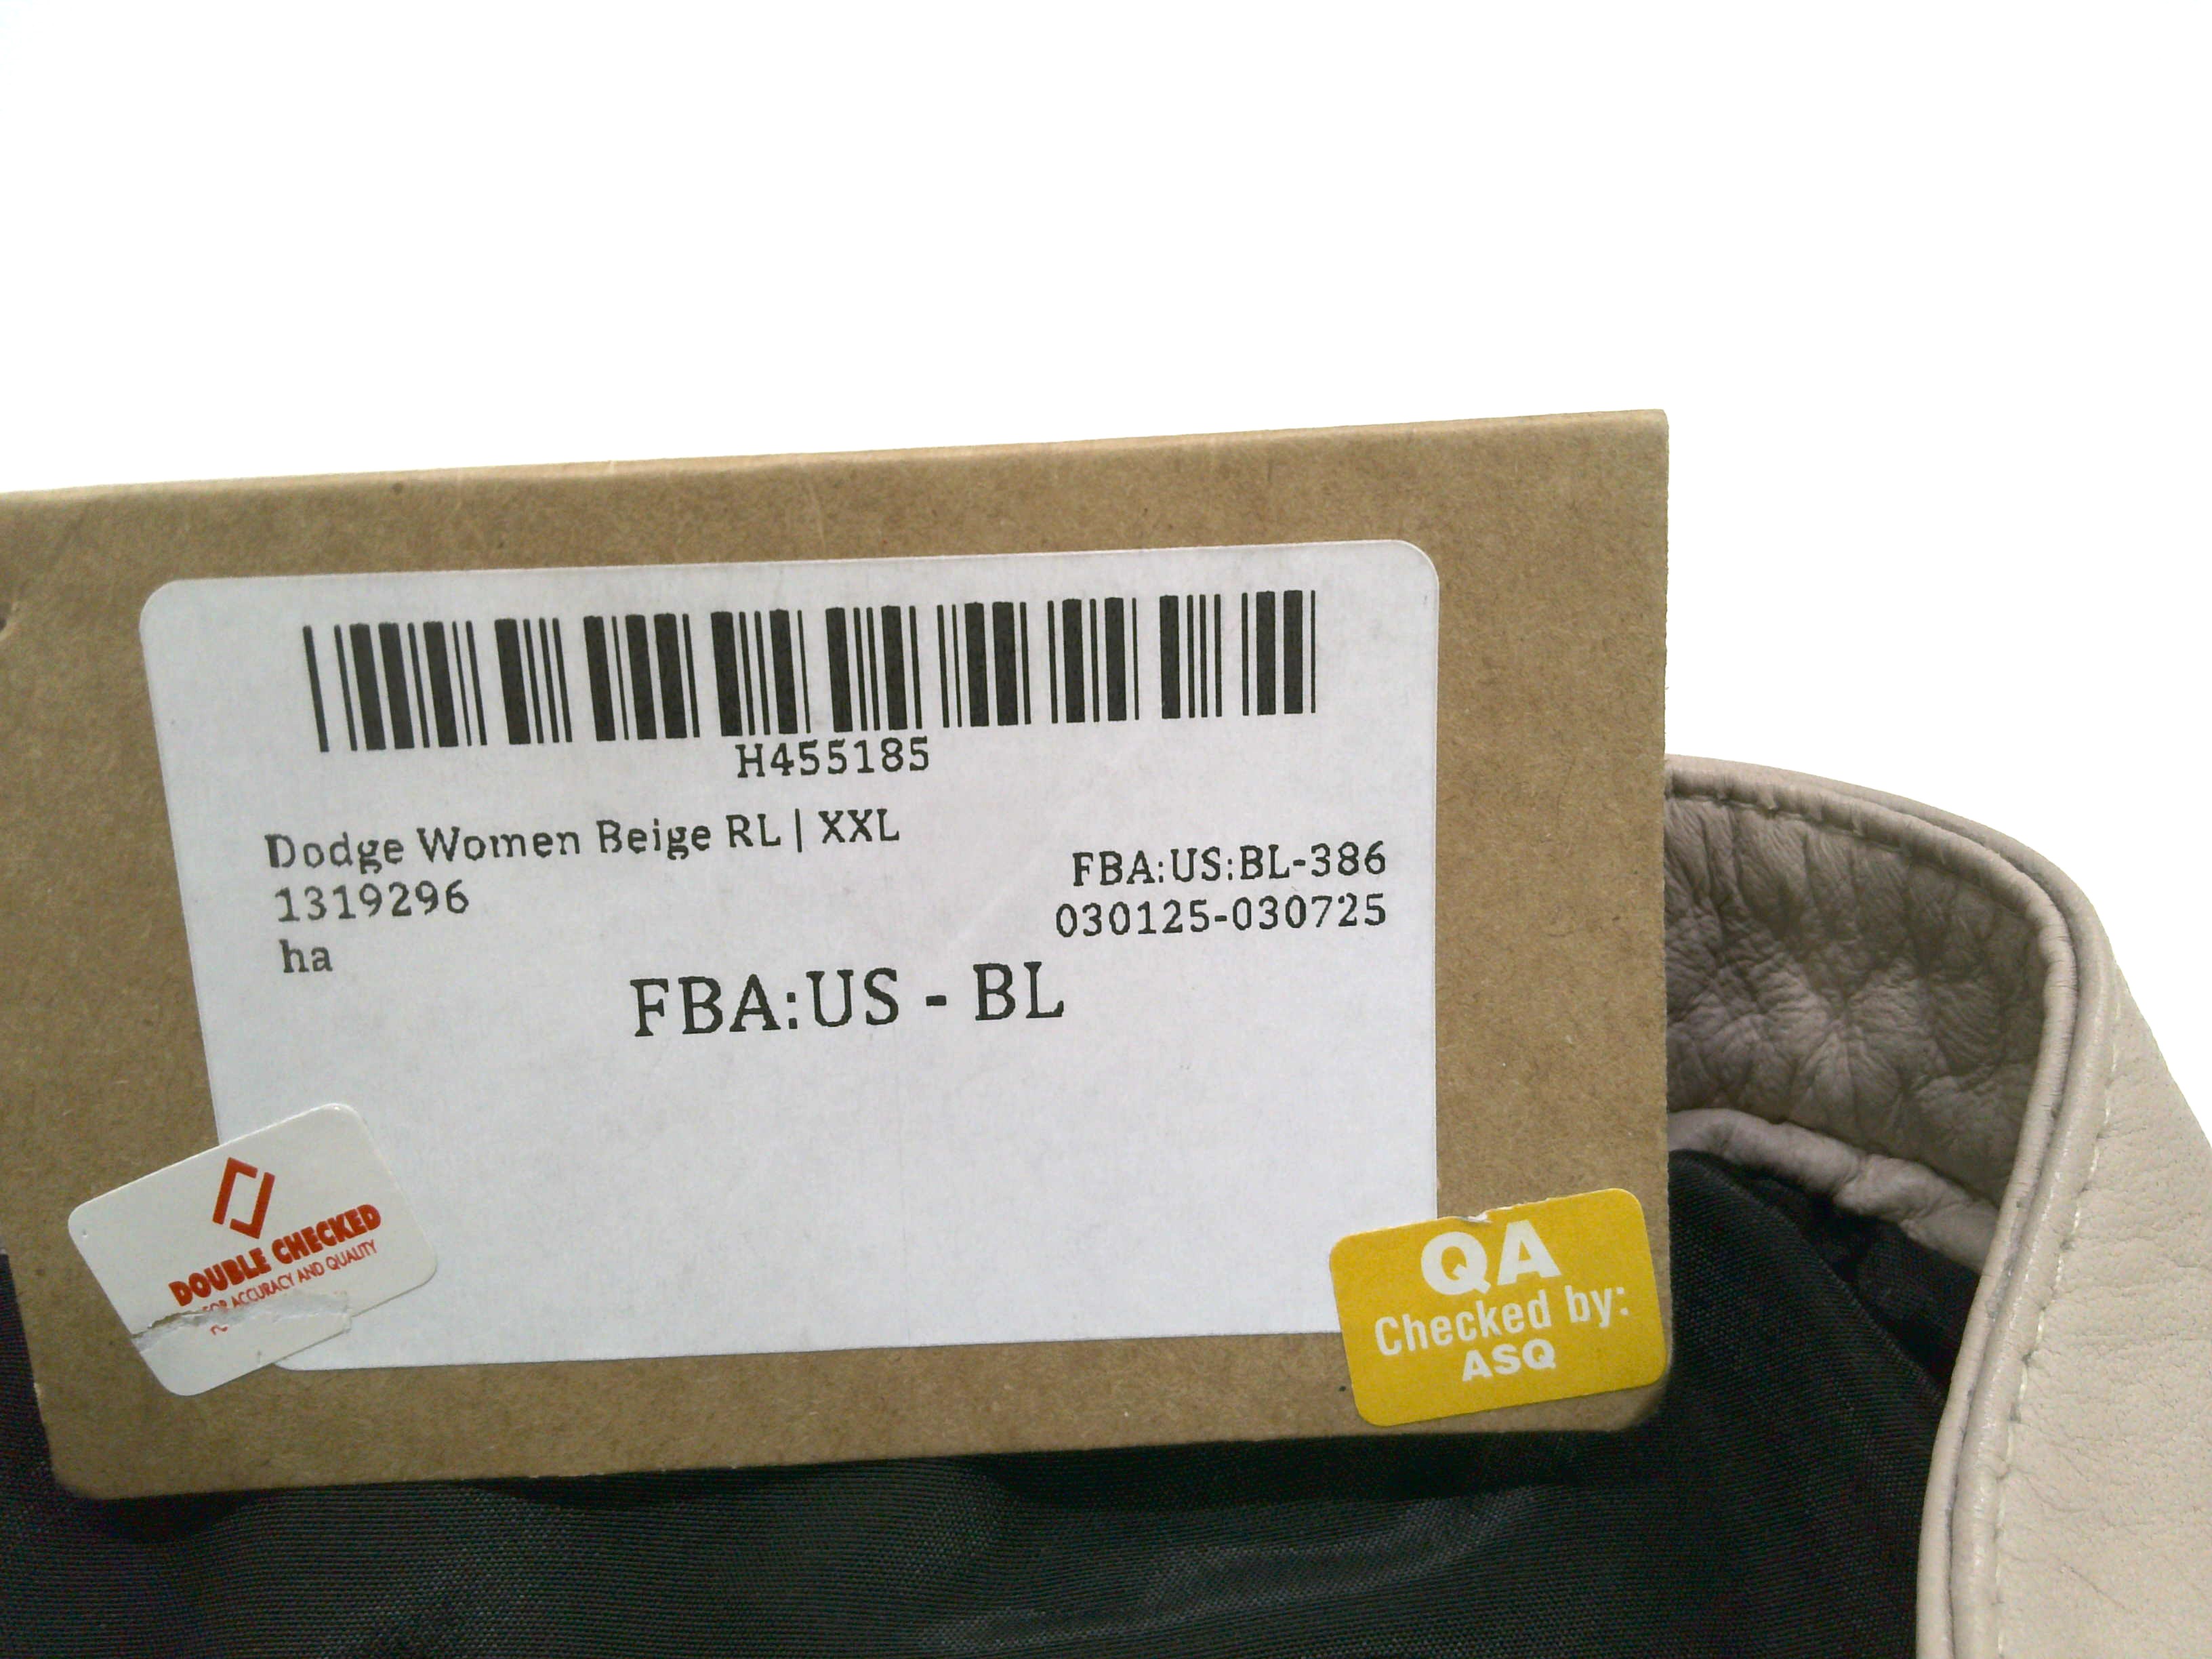 H455185
Dodge Women Beige RL | XXL
1319296
ha
FBA:US:BL-386
030125-030725
FBA:US - BL
DOUBLE CHECKED
FOR ACCURACY AND QUALITY
QA
Checked by:
ASQ